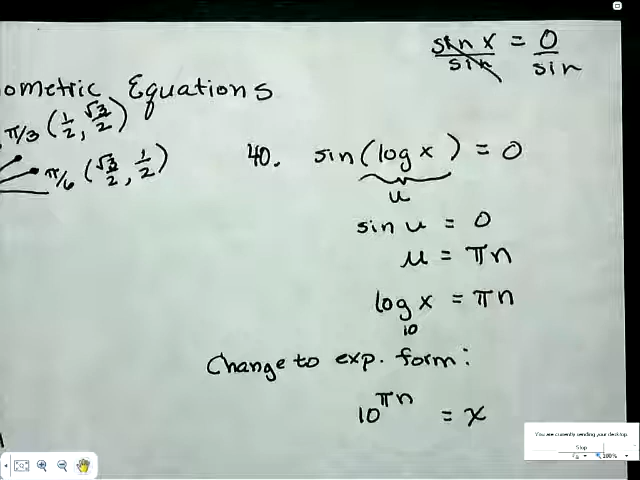 sin x / sin = 0 / sin
ometric Equations
π/3 (1/2, √3/2)
π/6 (√3/2, 1/2)
40. sin (log x) = 0
u
sin u = 0
u = πn
log₁₀ x = πn
Change to exp. form:
10^πn = x
You are currently sending your desktop.
Stop
100%